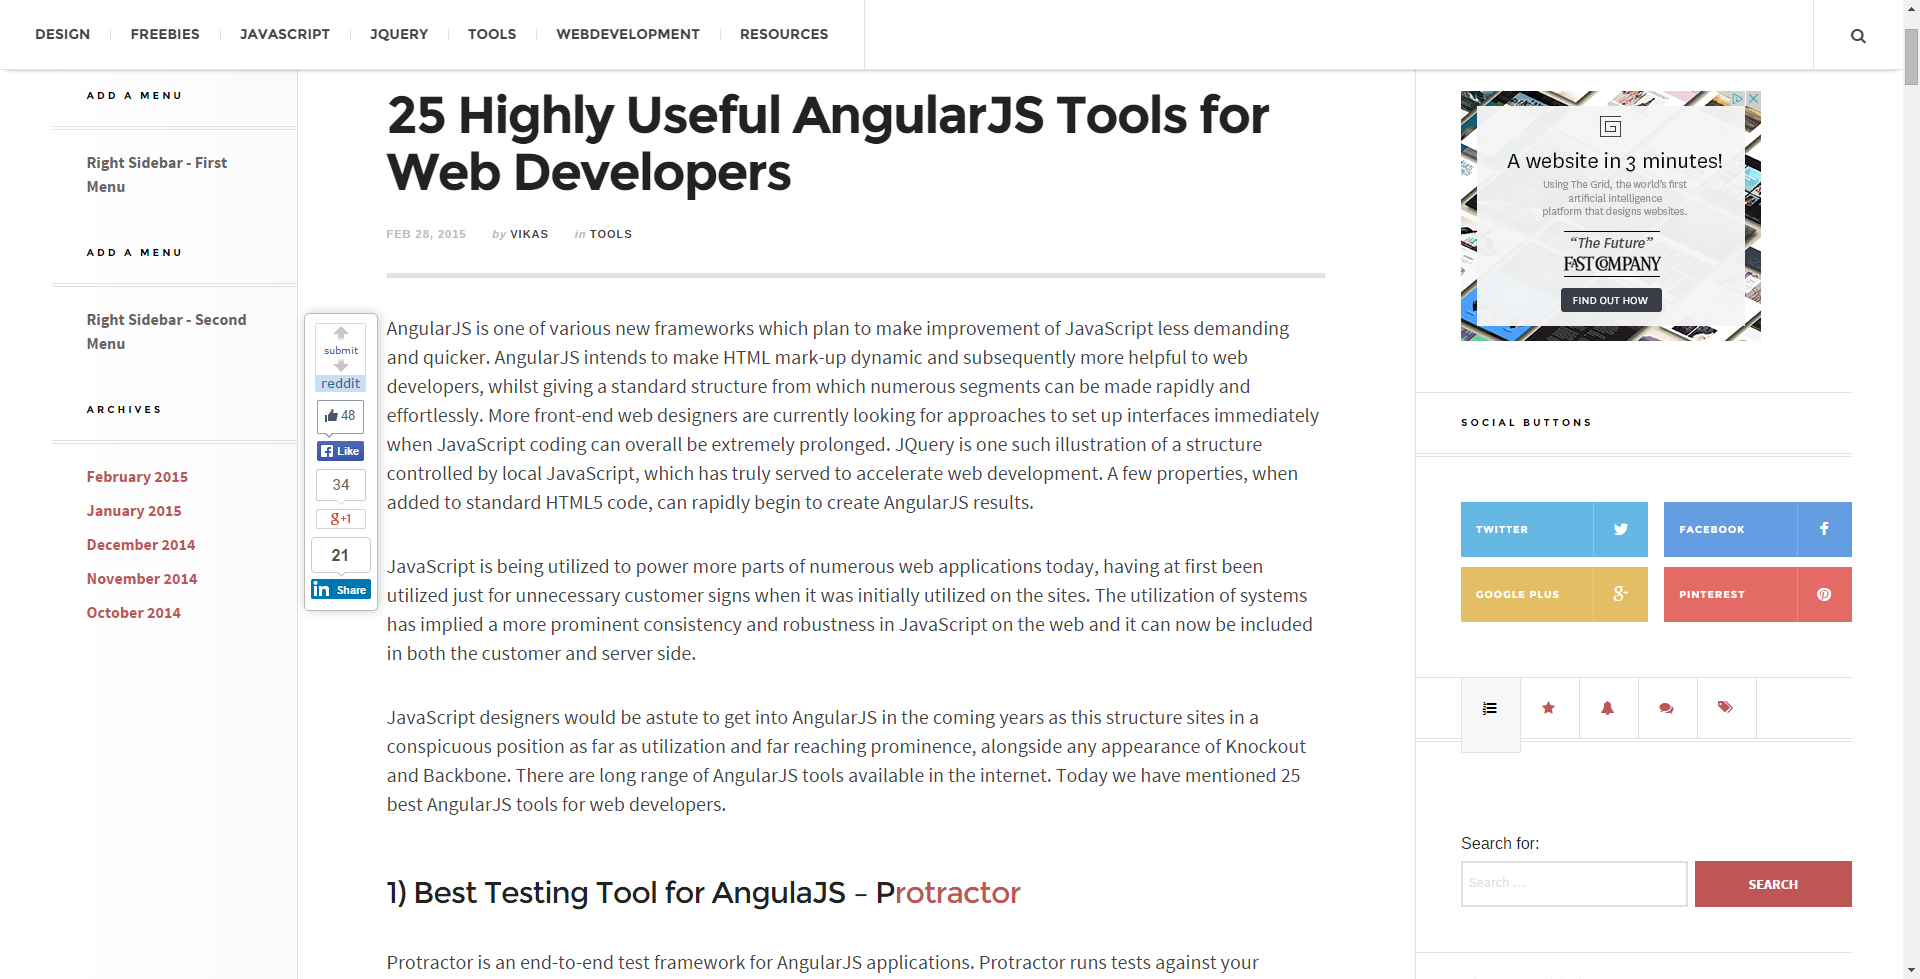 DESIGN
FREEBIES
JAVASCRIPT
JQUERY
TOOLS
WEBDEVELOPMENT
RESOURCES
ADD A MENU
Right Sidebar - First
Menu
ADD A MENU
Right Sidebar - Second
Menu
ARCHIVES
February 2015
January 2015
December 2014
November 2014
October 2014
submit
reddit
48
Like
34
g+1
21
in Share
25 Highly Useful AngularJS Tools for
Web Developers
FEB 28, 2015 by VIKAS in TOOLS
AngularJS is one of various new frameworks which plan to make improvement of JavaScript less demanding
and quicker. AngularJS intends to make HTML mark-up dynamic and subsequently more helpful to web
developers, whilst giving a standard structure from which numerous segments can be made rapidly and
effortlessly. More front-end web designers are currently looking for approaches to set up interfaces immediately
when JavaScript coding can overall be extremely prolonged. JQuery is one such illustration of a structure
controlled by local JavaScript, which has truly served to accelerate web development. A few properties, when
added to standard HTML5 code, can rapidly begin to create AngularJS results.
JavaScript is being utilized to power more parts of numerous web applications today, having at first been
utilized just for unnecessary customer signs when it was initially utilized on the sites. The utilization of systems
has implied a more prominent consistency and robustness in JavaScript on the web and it can now be included
in both the customer and server side.
JavaScript designers would be astute to get into AngularJS in the coming years as this structure sites in a
conspicuous position as far as utilization and far reaching prominence, alongside any appearance of Knockout
and Backbone. There are long range of AngularJS tools available in the internet. Today we have mentioned 25
best AngularJS tools for web developers.
1) Best Testing Tool for AngulaJS – Protractor
Protractor is an end-to-end test framework for AngularJS applications. Protractor runs tests against your
A website in 3 minutes!
Using The Grid, the world's first
artificial intelligence
platform that designs websites.
“The Future”
FAST COMPANY
FIND OUT HOW
SOCIAL BUTTONS
TWITTER
FACEBOOK
GOOGLE PLUS
PINTEREST
Search for:
Search …
SEARCH